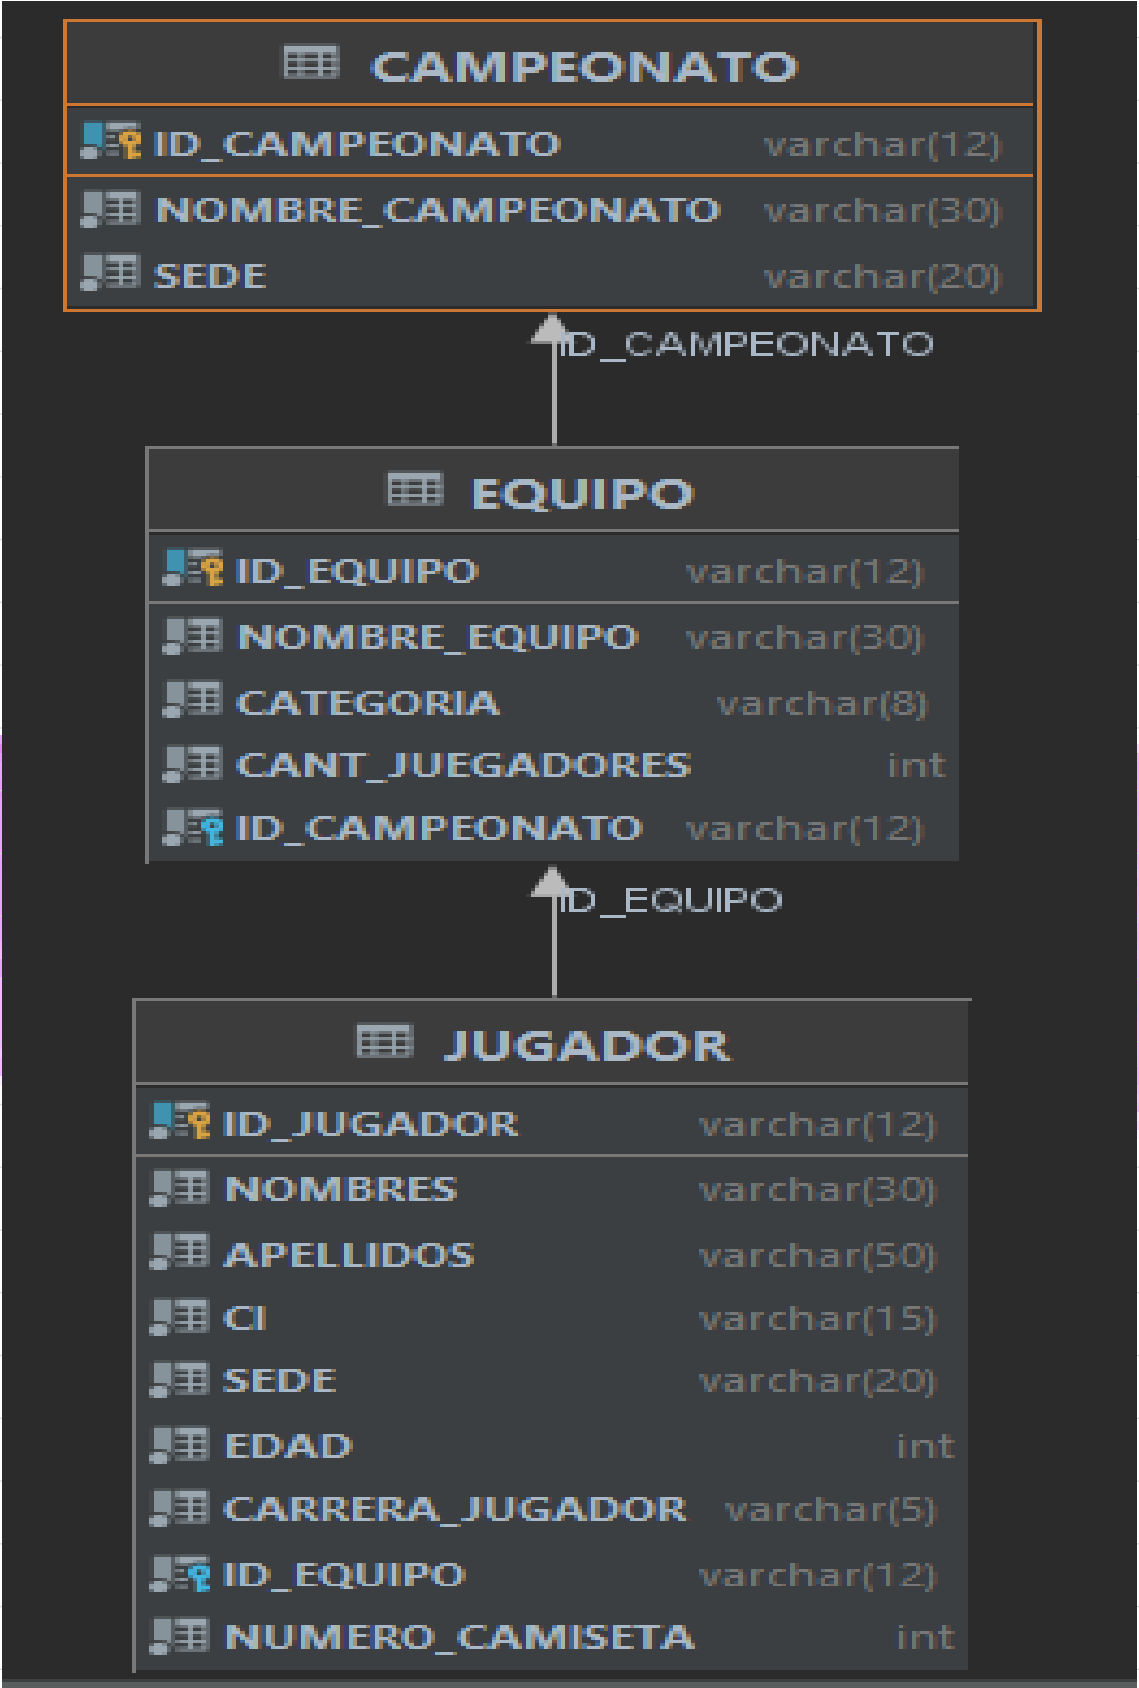 CAMPEONATO
ID_CAMPEONATO varchar(12)
NOMBRE_CAMPEONATO varchar(30)
SEDE varchar(20)
ID_CAMPEONATO
EQUIPO
ID_EQUIPO varchar(12)
NOMBRE_EQUIPO varchar(30)
CATEGORIA varchar(8)
CANT_JUEGADORES int
ID_CAMPEONATO varchar(12)
ID_EQUIPO
JUGADOR
ID_JUGADOR varchar(12)
NOMBRES varchar(30)
APELLIDOS varchar(50)
CI varchar(15)
SEDE varchar(20)
EDAD int
CARRERA_JUGADOR varchar(5)
ID_EQUIPO varchar(12)
NUMERO_CAMISETA int